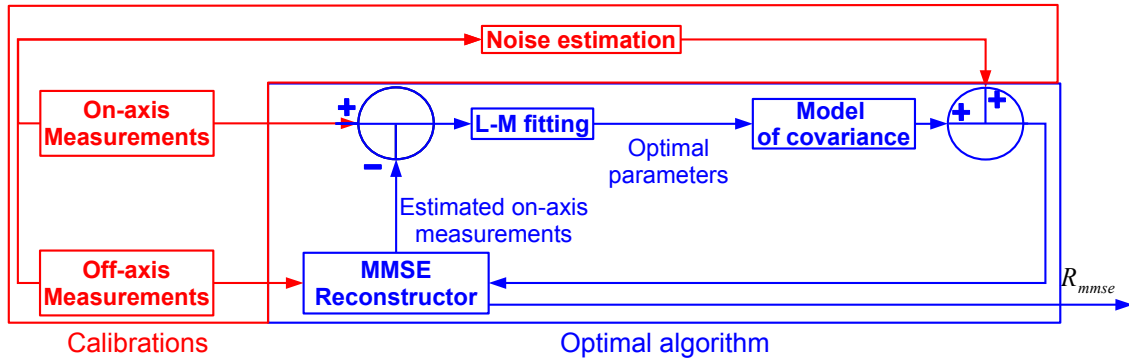 Noise estimation
On-axis
Measurements
+
−
L-M fitting
Optimal
parameters
Model
of covariance
+
+
Estimated on-axis
measurements
Off-axis
Measurements
MMSE
Reconstructor
R_mmse
Calibrations
Optimal algorithm